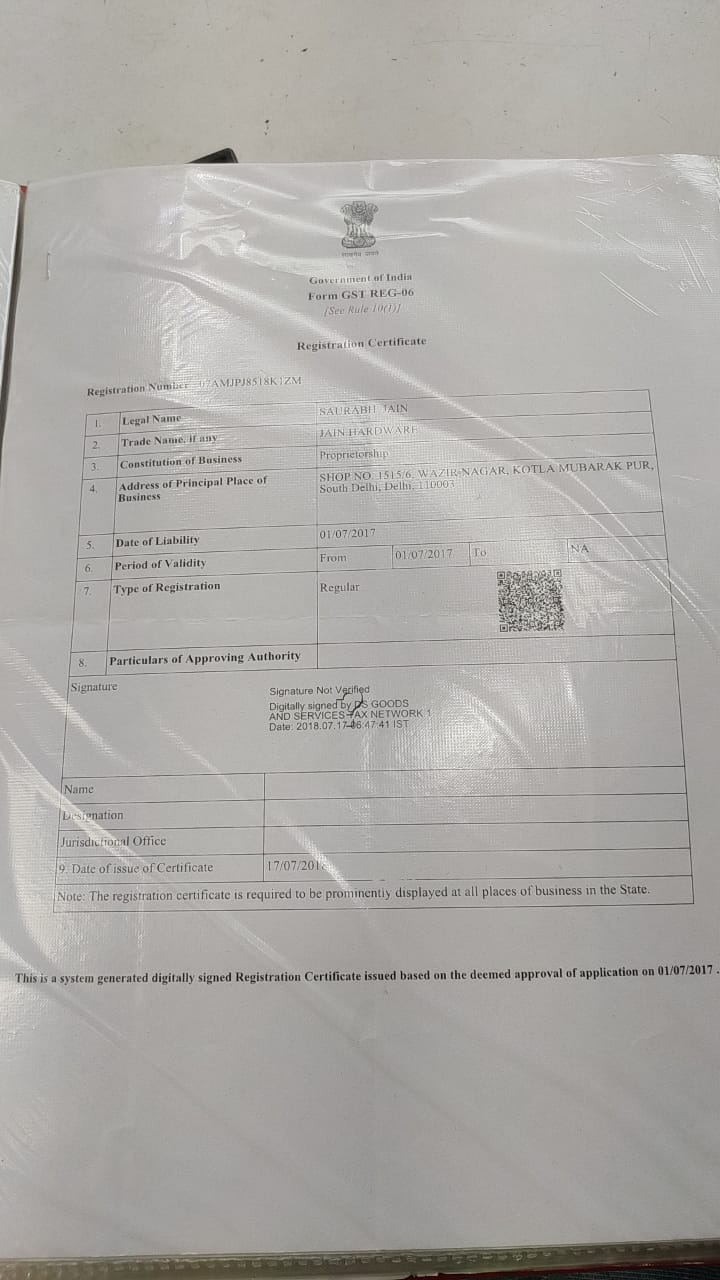 सत्यमेव जयते
Government of India
Form GST REG-06
[See Rule 10(1)]
Registration Certificate
Registration Number 07AMJPJ8518K1ZM
1. Legal Name SAURABH JAIN
2. Trade Name, if any JAIN HARDWARE
3. Constitution of Business Proprietorship
4. Address of Principal Place of Business SHOP NO. 1515/6, WAZIR NAGAR, KOTLA MUBARAK PUR, South Delhi, Delhi, 110003
5. Date of Liability 01/07/2017
6. Period of Validity From 01/07/2017 To NA
7. Type of Registration Regular
8. Particulars of Approving Authority
Signature
Signature Not Verified
Digitally signed by DS GOODS
AND SERVICES TAX NETWORK 1
Date: 2018.07.17 06:47:41 IST
Name
Designation
Jurisdictional Office
9. Date of issue of Certificate 17/07/2018
Note: The registration certificate is required to be prominently displayed at all places of business in the State.
This is a system generated digitally signed Registration Certificate issued based on the deemed approval of application on 01/07/2017 .